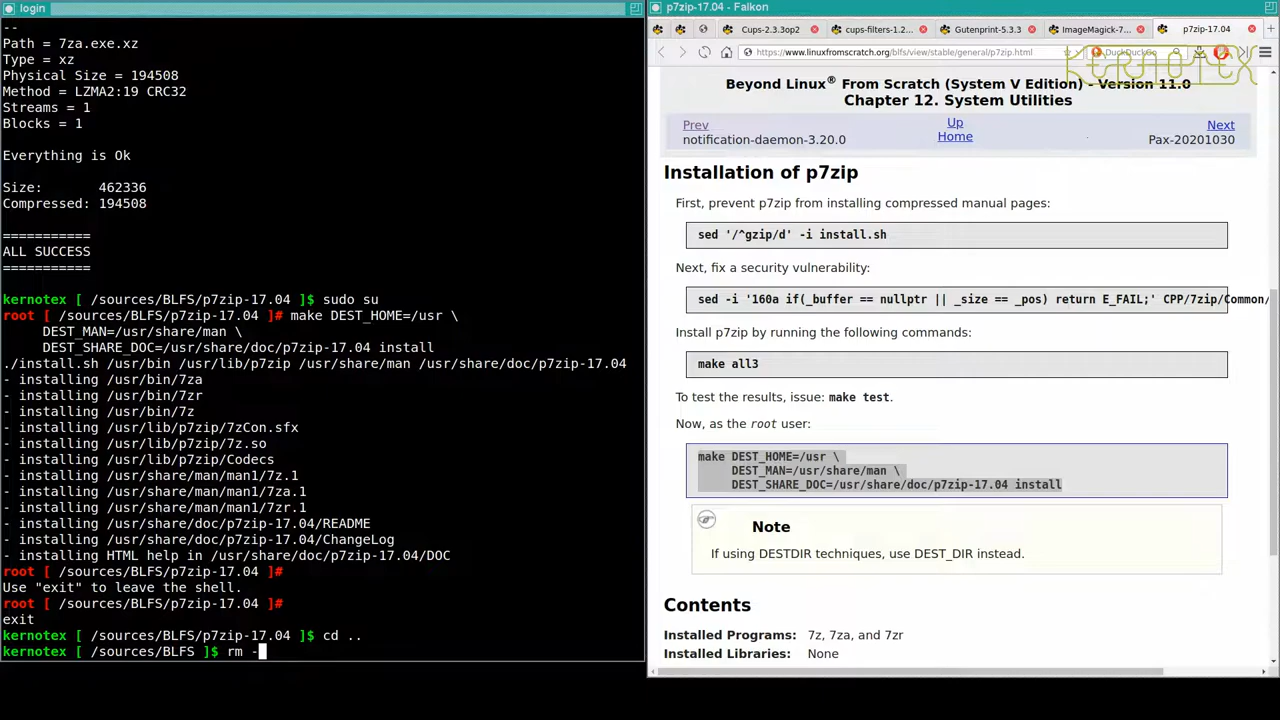 login
--
Path = 7za.exe.xz
Type = xz
Physical Size = 194508
Method = LZMA2:19 CRC32
Streams = 1
Blocks = 1
Everything is Ok
Size:       462336
Compressed: 194508
===========
ALL SUCCESS
===========
kernotex [ /sources/BLFS/p7zip-17.04 ]$ sudo su
root [ /sources/BLFS/p7zip-17.04 ]# make DEST_HOME=/usr \
     DEST_MAN=/usr/share/man \
     DEST_SHARE_DOC=/usr/share/doc/p7zip-17.04 install
./install.sh /usr/bin /usr/lib/p7zip /usr/share/man /usr/share/doc/p7zip-17.04
- installing /usr/bin/7za
- installing /usr/bin/7zr
- installing /usr/bin/7z
- installing /usr/lib/p7zip/7zCon.sfx
- installing /usr/lib/p7zip/7z.so
- installing /usr/lib/p7zip/Codecs
- installing /usr/share/man/man1/7z.1
- installing /usr/share/man/man1/7za.1
- installing /usr/share/man/man1/7zr.1
- installing /usr/share/doc/p7zip-17.04/README
- installing /usr/share/doc/p7zip-17.04/ChangeLog
- installing HTML help in /usr/share/doc/p7zip-17.04/DOC
root [ /sources/BLFS/p7zip-17.04 ]#
Use "exit" to leave the shell.
root [ /sources/BLFS/p7zip-17.04 ]#
exit
kernotex [ /sources/BLFS/p7zip-17.04 ]$ cd ..
kernotex [ /sources/BLFS ]$ rm -
p7zip-17.04 - Falkon
Cups-2.3.3op2
cups-filters-1.2...
Gutenprint-5.3.3
ImageMagick-7...
p7zip-17.04
https://www.linuxfromscratch.org/blfs/view/stable/general/p7zip.html
DuckDuckGo
KERNOTEX
Beyond Linux® From Scratch (System V Edition) - Version 11.0
Chapter 12. System Utilities
Prev
notification-daemon-3.20.0
Up
Home
Next
Pax-20201030
Installation of p7zip
First, prevent p7zip from installing compressed manual pages:
sed '/^gzip/d' -i install.sh
Next, fix a security vulnerability:
sed -i '160a if(_buffer == nullptr || _size == _pos) return E_FAIL;' CPP/7zip/Common/
Install p7zip by running the following commands:
make all3
To test the results, issue: make test.
Now, as the root user:
make DEST_HOME=/usr \
     DEST_MAN=/usr/share/man \
     DEST_SHARE_DOC=/usr/share/doc/p7zip-17.04 install
Note
If using DESTDIR techniques, use DEST_DIR instead.
Contents
Installed Programs: 7z, 7za, and 7zr
Installed Libraries: None